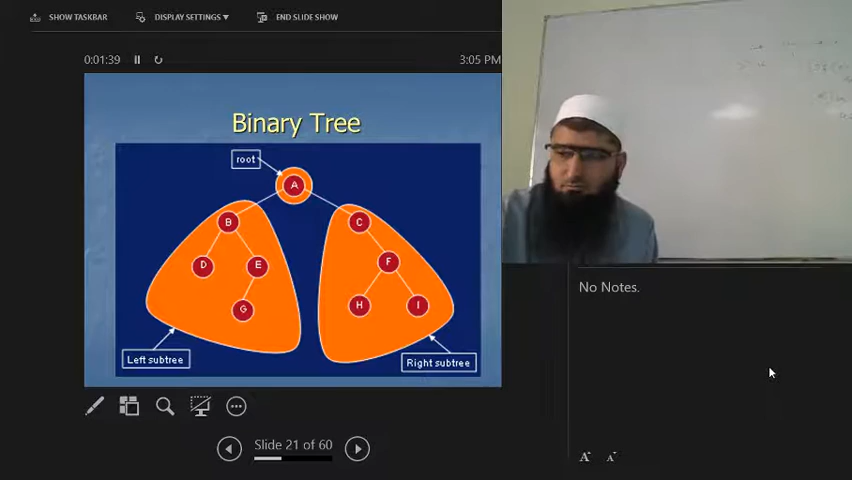 SHOW TASKBAR
DISPLAY SETTINGS ▾
END SLIDE SHOW
0:01:39
3:05 PM
Binary Tree
root
A
B
C
D
E
F
G
H
I
Left subtree
Right subtree
Slide 21 of 60
No Notes.
A A